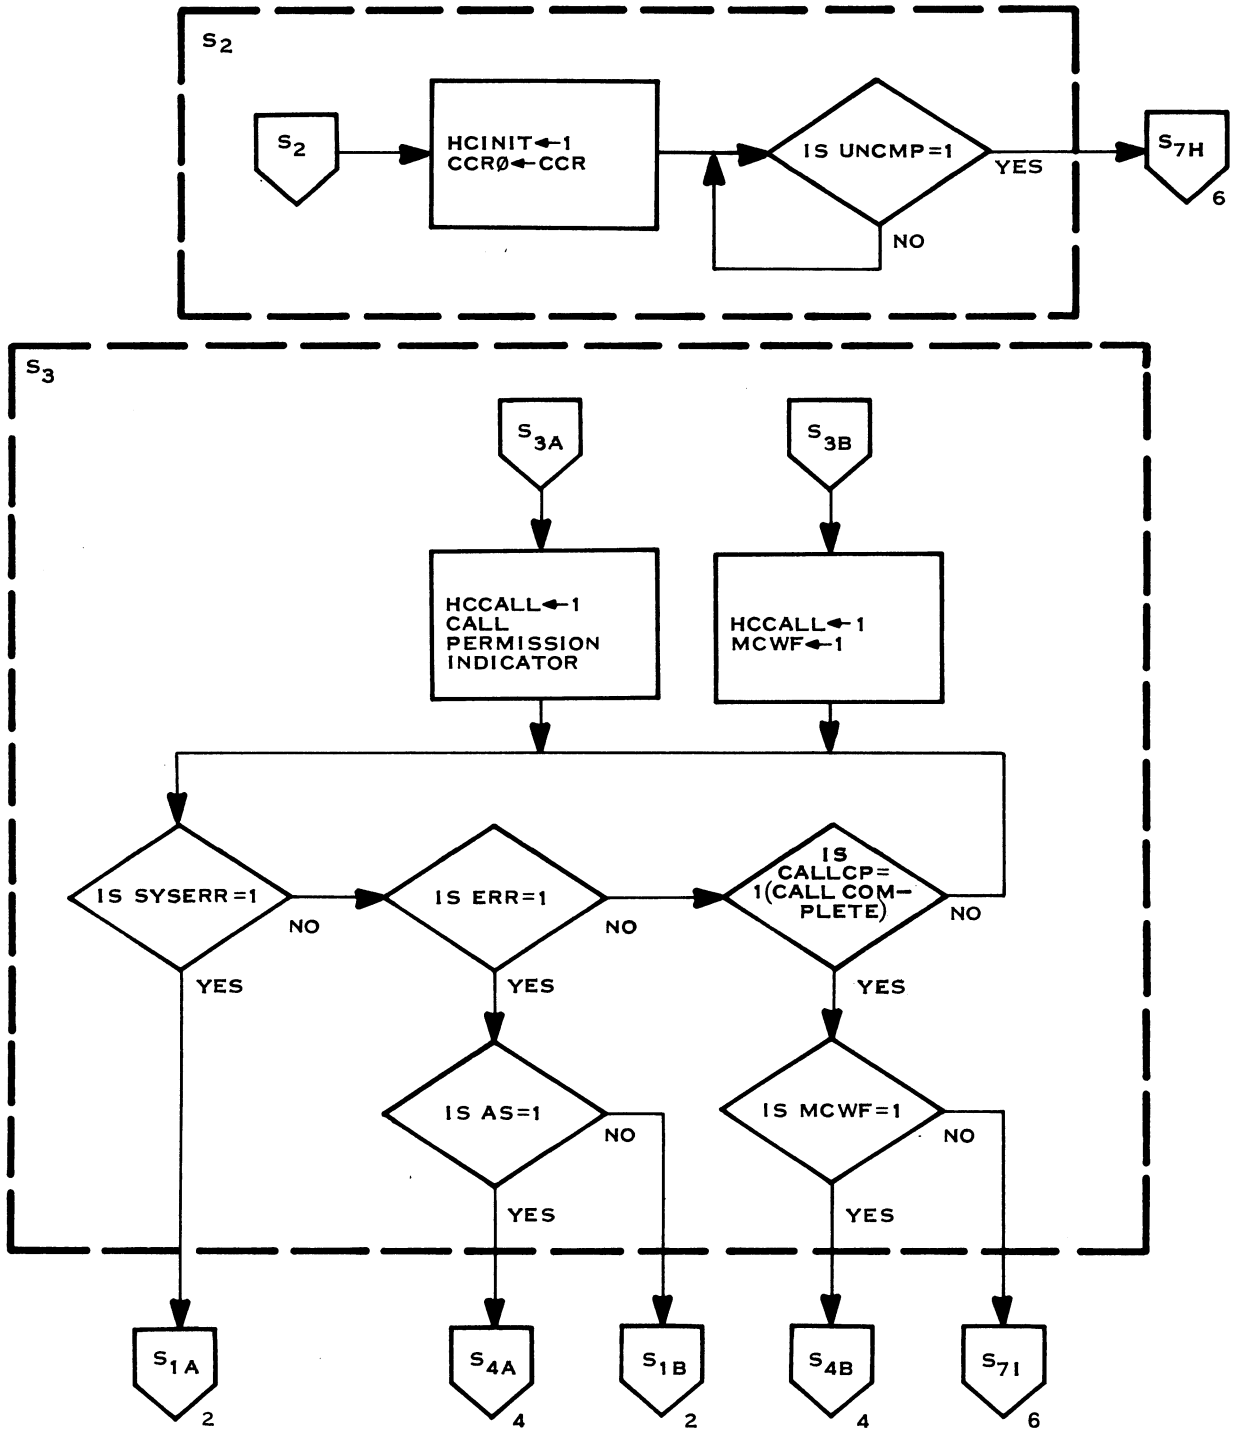 S2
S2
HCINIT←1
CCRØ←CCR
IS UNCMP=1
YES
NO
S7H
6
S3
S3A
S3B
HCCALL←1
CALL
PERMISSION
INDICATOR
HCCALL←1
MCWF←1
IS SYSERR=1
NO
YES
IS ERR=1
NO
YES
IS
CALLCP=
1(CALL COM-
PLETE)
NO
YES
IS AS=1
NO
YES
IS MCWF=1
NO
YES
S1A
2
S4A
4
S1B
2
S4B
4
S7I
6